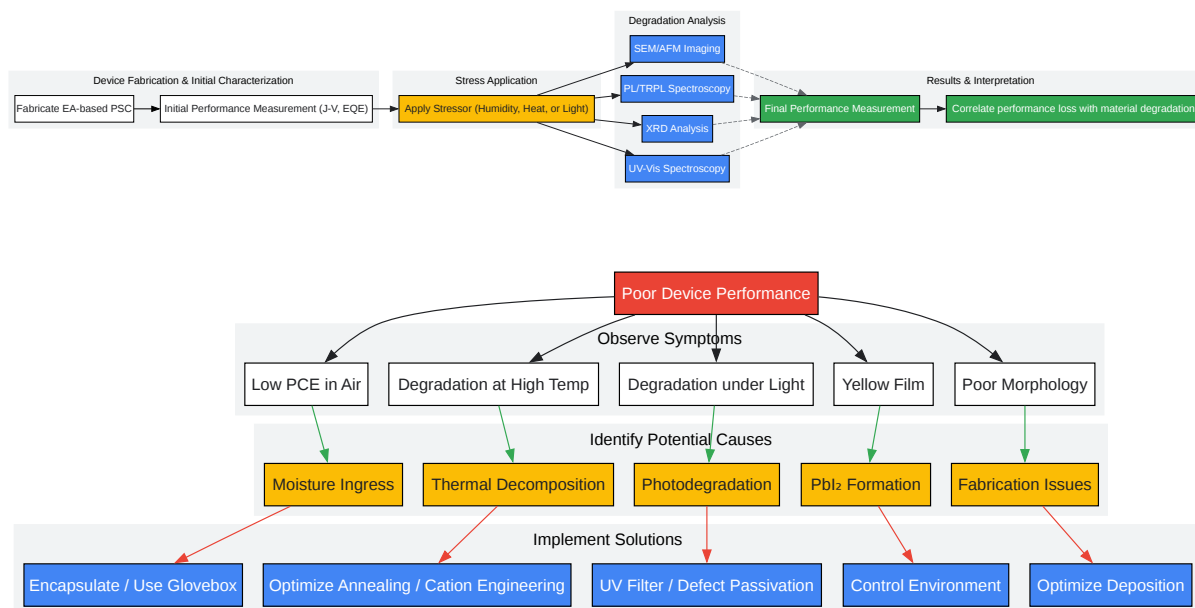 Degradation Analysis
SEM/AFM Imaging
Device Fabrication & Initial Characterization
Stress Application
Results & Interpretation
PL/TRPL Spectroscopy
Fabricate EA-based PSC
Initial Performance Measurement (J-V, EQE)
Apply Stressor (Humidity, Heat, or Light)
Final Performance Measurement
Correlate performance loss with material degradation
XRD Analysis
UV-Vis Spectroscopy
Poor Device Performance
Observe Symptoms
Low PCE in Air
Degradation at High Temp
Degradation under Light
Yellow Film
Poor Morphology
Identify Potential Causes
Moisture Ingress
Thermal Decomposition
Photodegradation
PbI₂ Formation
Fabrication Issues
Implement Solutions
Encapsulate / Use Glovebox
Optimize Annealing / Cation Engineering
UV Filter / Defect Passivation
Control Environment
Optimize Deposition